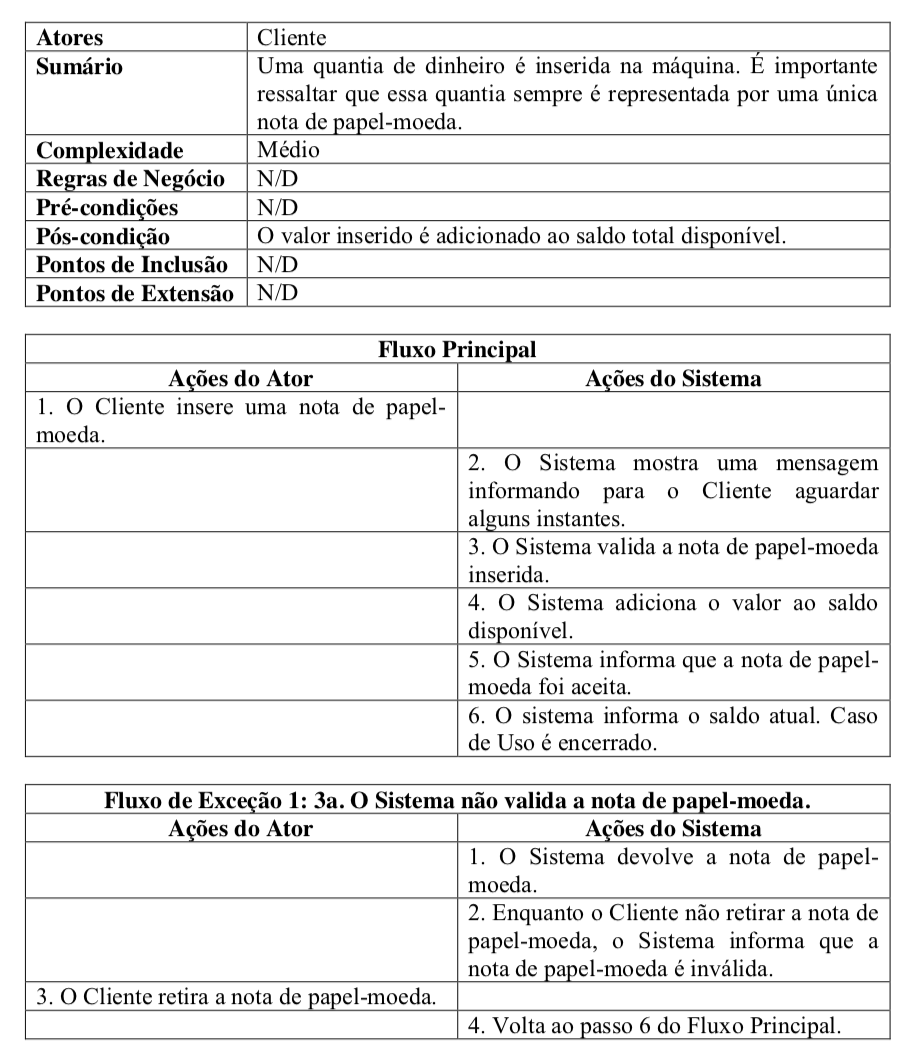 Atores Cliente
Sumário Uma quantia de dinheiro é inserida na máquina. É importante
ressaltar que essa quantia sempre é representada por uma única
nota de papel-moeda.
Complexidade Médio
Regras de Negócio N/D
Pré-condições N/D
Pós-condição O valor inserido é adicionado ao saldo total disponível.
Pontos de Inclusão N/D
Pontos de Extensão N/D
Fluxo Principal
Ações do Ator Ações do Sistema
1. O Cliente insere uma nota de papel-
moeda.
2. O Sistema mostra uma mensagem
informando para o Cliente aguardar
alguns instantes.
3. O Sistema valida a nota de papel-moeda
inserida.
4. O Sistema adiciona o valor ao saldo
disponível.
5. O Sistema informa que a nota de papel-
moeda foi aceita.
6. O sistema informa o saldo atual. Caso
de Uso é encerrado.
Fluxo de Exceção 1: 3a. O Sistema não valida a nota de papel-moeda.
Ações do Ator Ações do Sistema
1. O Sistema devolve a nota de papel-
moeda.
2. Enquanto o Cliente não retirar a nota de
papel-moeda, o Sistema informa que a
nota de papel-moeda é inválida.
3. O Cliente retira a nota de papel-moeda.
4. Volta ao passo 6 do Fluxo Principal.